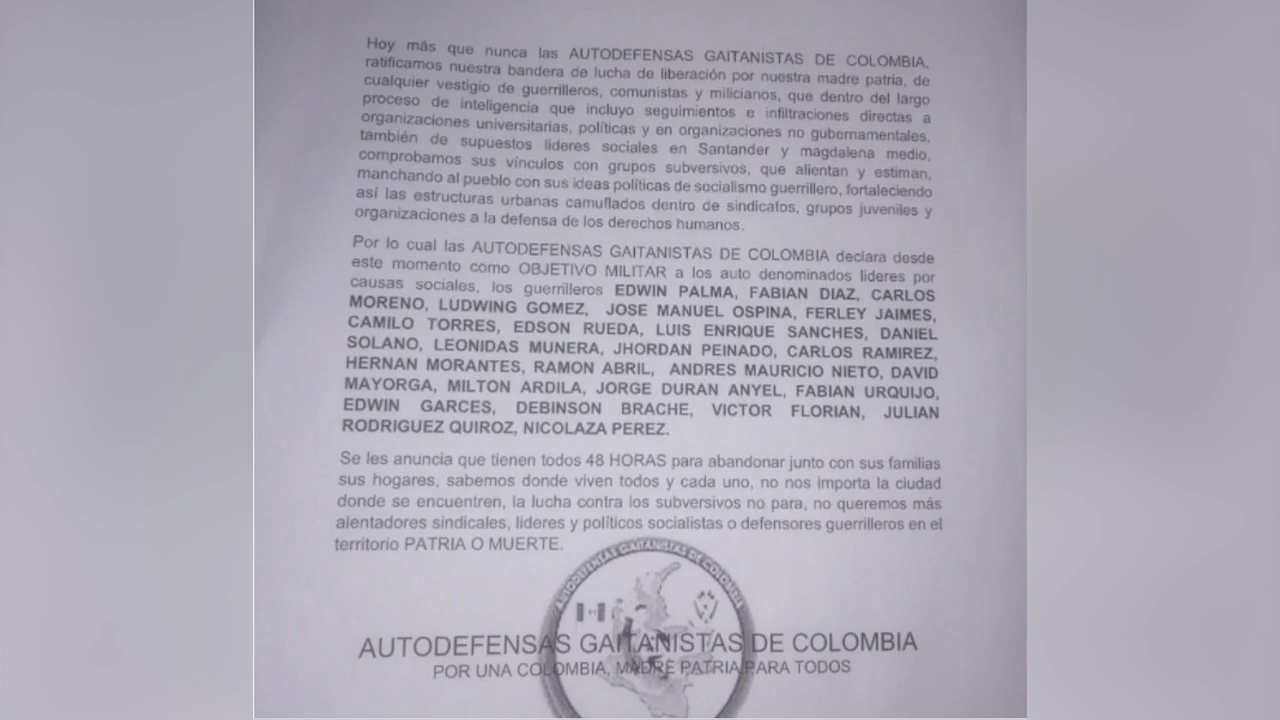 Hoy más que nunca las AUTODEFENSAS GAITANISTAS DE COLOMBIA,
ratificamos nuestra bandera de lucha de liberación por nuestra madre patria, de
cualquier vestigio de guerrilleros, comunistas y milicianos, que dentro del largo
proceso de inteligencia que incluyo seguimientos e infiltraciones directas a
organizaciones universitarias, políticas y en organizaciones no gubernamentales,
también de supuestos lideres sociales en Santander y magdalena medio,
comprobamos sus vínculos con grupos subversivos, que alientan y estiman,
manchando al pueblo con sus ideas políticas de socialismo guerrillero, fortaleciendo
así las estructuras urbanas camuflados dentro de sindicatos, grupos juveniles y
organizaciones a la defensa de los derechos humanos.
Por lo cual las AUTODEFENSAS GAITANISTAS DE COLOMBIA declara desde
este momento como OBJETIVO MILITAR a los auto denominados lideres por
causas sociales, los guerrilleros EDWIN PALMA, FABIAN DIAZ, CARLOS
MORENO, LUDWING GOMEZ, JOSE MANUEL OSPINA, FERLEY JAIMES,
CAMILO TORRES, EDSON RUEDA, LUIS ENRIQUE SANCHES, DANIEL
SOLANO, LEONIDAS MUNERA, JHORDAN PEINADO, CARLOS RAMIREZ,
HERNAN MORANTES, RAMON ABRIL, ANDRES MAURICIO NIETO, DAVID
MAYORGA, MILTON ARDILA, JORGE DURAN ANYEL, FABIAN URQUIJO,
EDWIN GARCES, DEBINSON BRACHE, VICTOR FLORIAN, JULIAN
RODRIGUEZ QUIROZ, NICOLAZA PEREZ.
Se les anuncia que tienen todos 48 HORAS para abandonar junto con sus familias
sus hogares, sabemos donde viven todos y cada uno, no nos importa la ciudad
donde se encuentren, la lucha contra los subversivos no para, no queremos más
alentadores sindicales, lideres y políticos socialistas o defensores guerrilleros en el
territorio PATRIA O MUERTE.
AUTODEFENSAS GAITANISTAS DE COLOMBIA
AUTODEFENSAS GAITANISTAS DE COLOMBIA
POR UNA COLOMBIA, MADRE PATRIA PARA TODOS